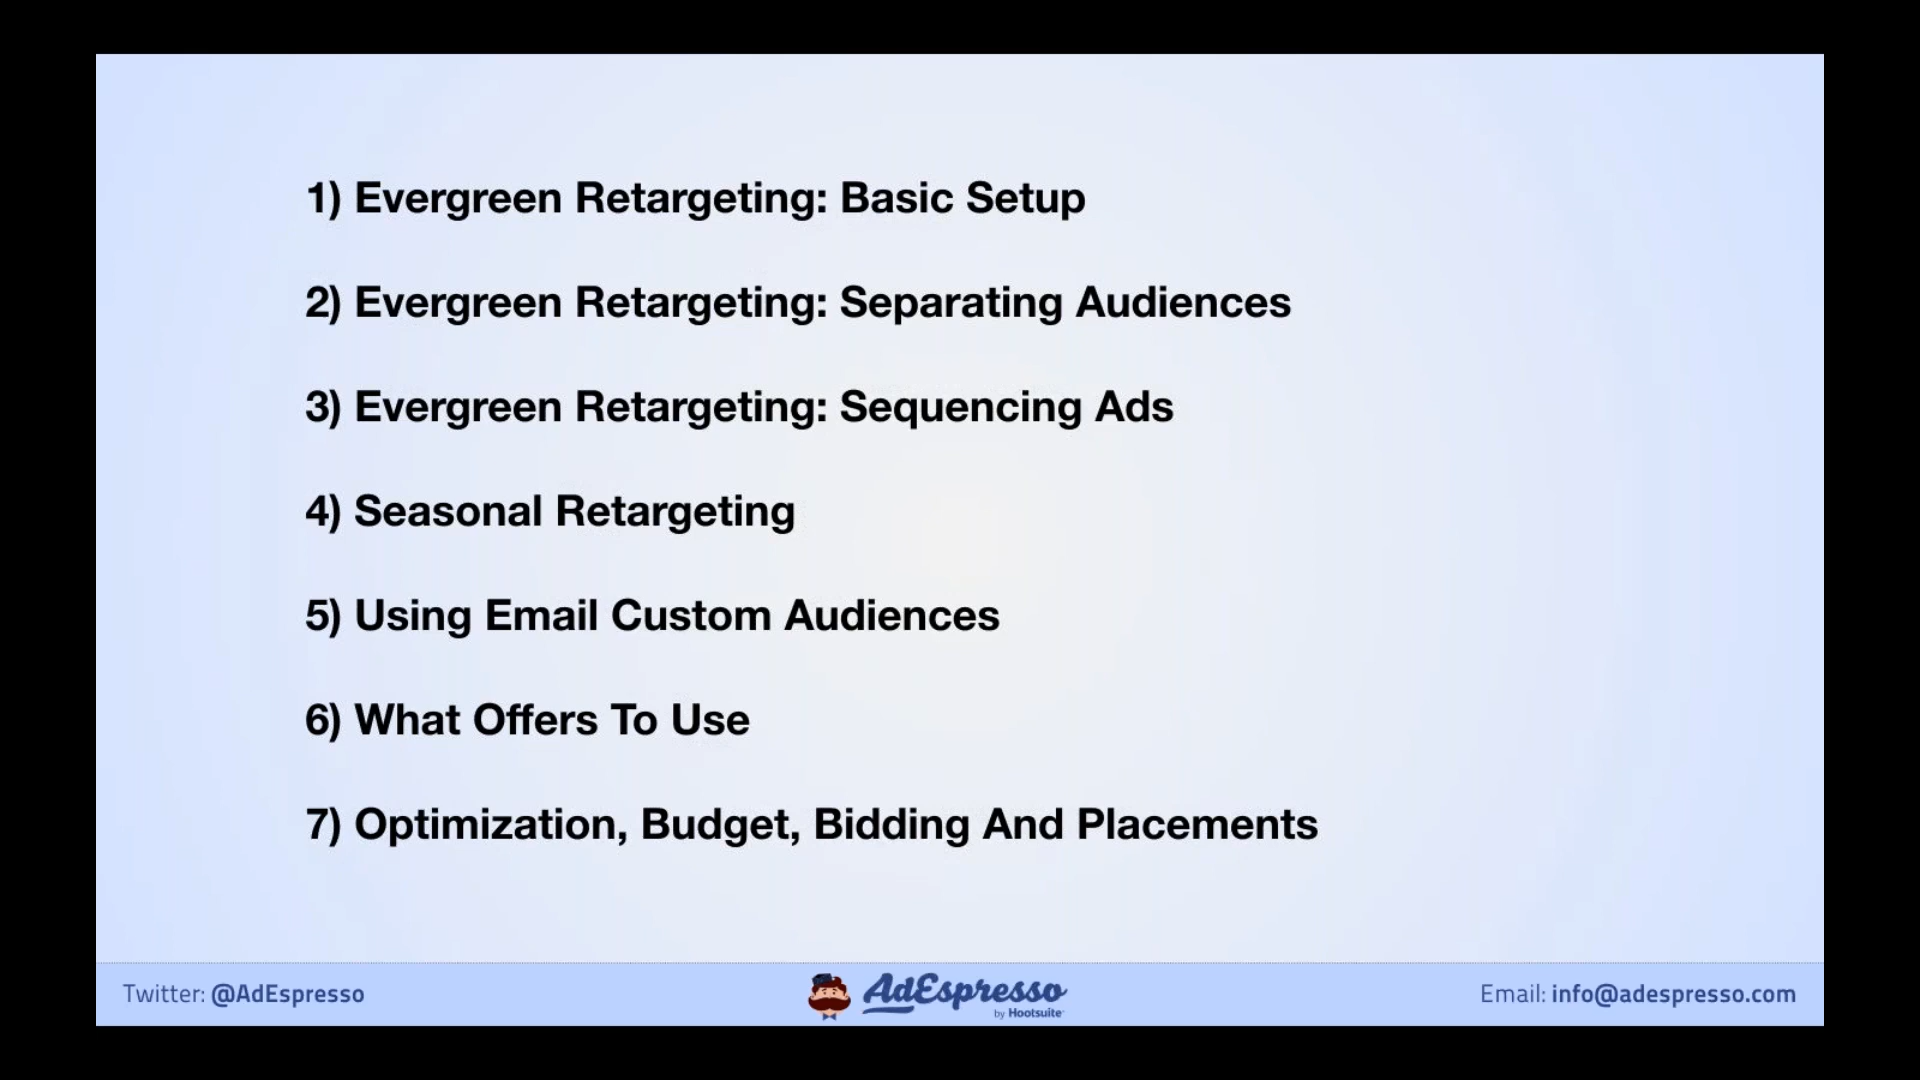 1) Evergreen Retargeting: Basic Setup
2) Evergreen Retargeting: Separating Audiences
3) Evergreen Retargeting: Sequencing Ads
4) Seasonal Retargeting
5) Using Email Custom Audiences
6) What Offers To Use
7) Optimization, Budget, Bidding And Placements
Twitter: @AdEspresso
AdEspresso
by Hootsuite
Email: info@adespresso.com